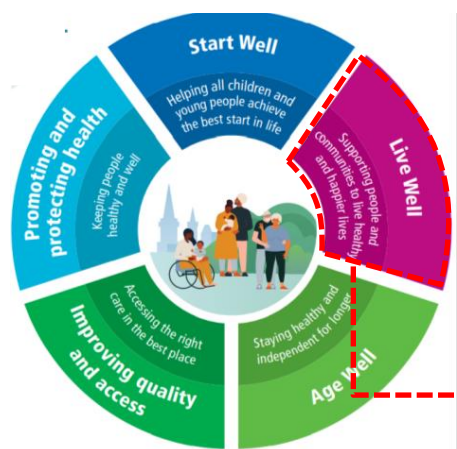 Start Well
Helping all children and
young people achieve
the best start in life
Live Well
Supporting people and
communities to live healthy
and happier lives
Age Well
Staying healthy and
independent for longer
Improving quality
and access
Accessing the right
care in the best place
Promoting and
protecting health
Keeping people
healthy and well